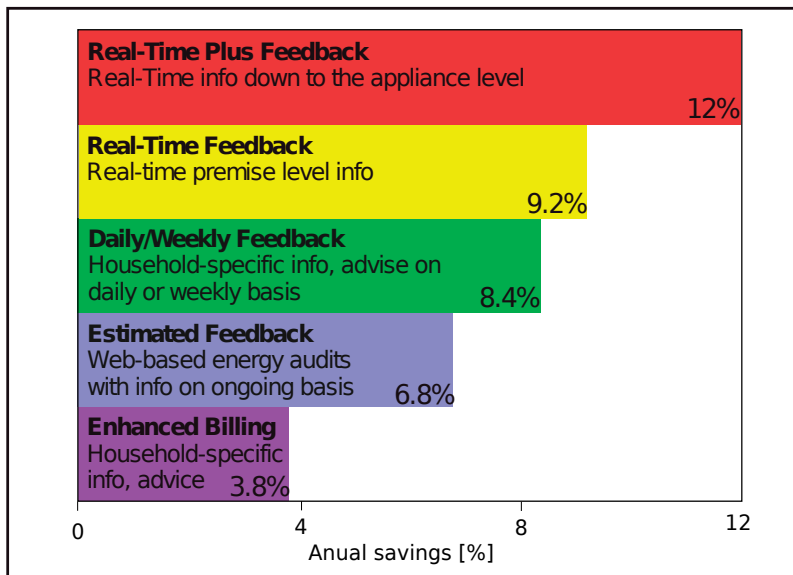 Real-Time Plus Feedback
Real-Time info down to the appliance level
12%
Real-Time Feedback
Real-time premise level info
9.2%
Daily/Weekly Feedback
Household-specific info, advise on
daily or weekly basis
8.4%
Estimated Feedback
Web-based energy audits
with info on ongoing basis
6.8%
Enhanced Billing
Household-specific
info, advice
3.8%
0 4 8 12
Anual savings [%]